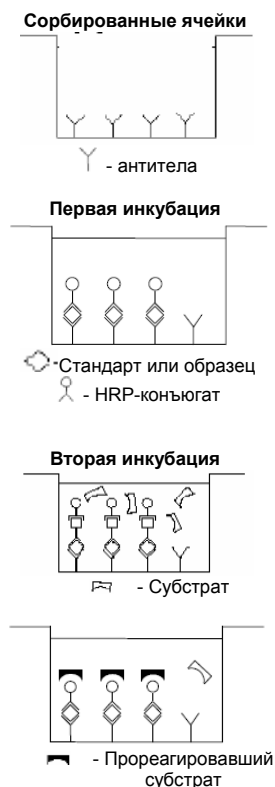 Сорбированные ячейки
- антитела
Первая инкубация
-Стандарт или образец
- HRP-конъюгат
Вторая инкубация
- Субстрат
- Прореагировавший
субстрат